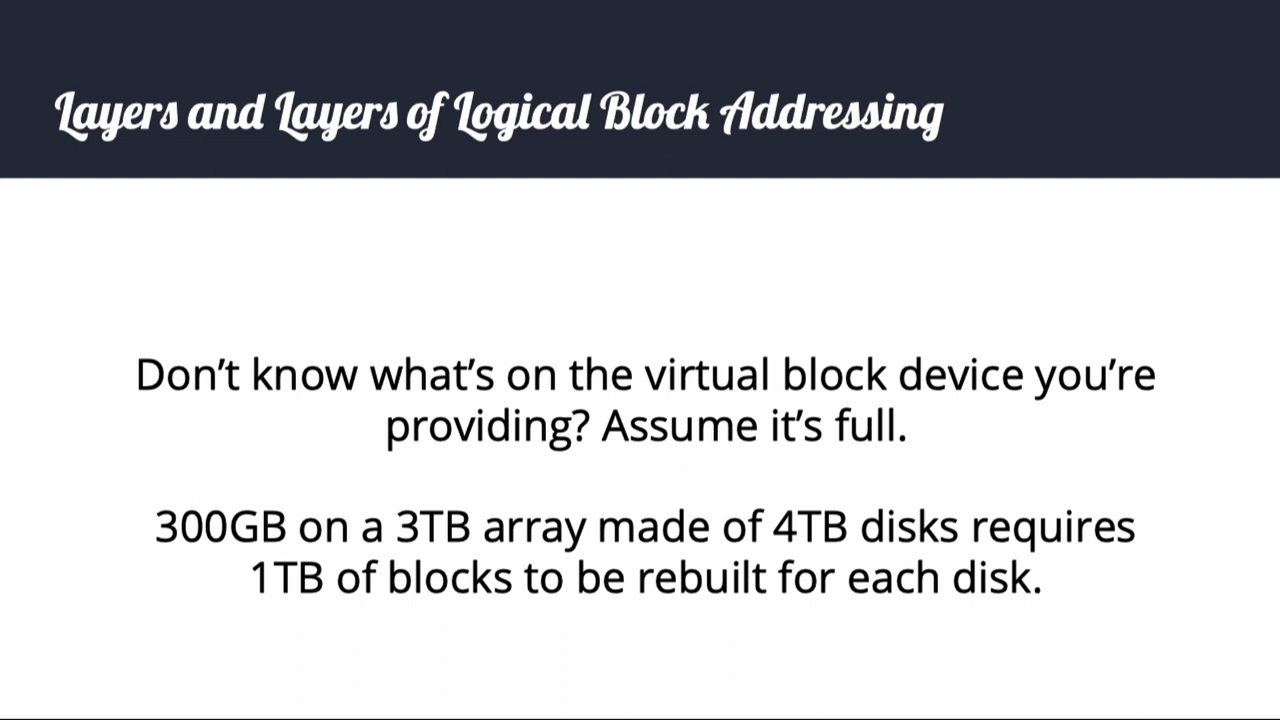 Layers and Layers of Logical Block Addressing
Don’t know what’s on the virtual block device you’re
providing? Assume it’s full.
300GB on a 3TB array made of 4TB disks requires
1TB of blocks to be rebuilt for each disk.